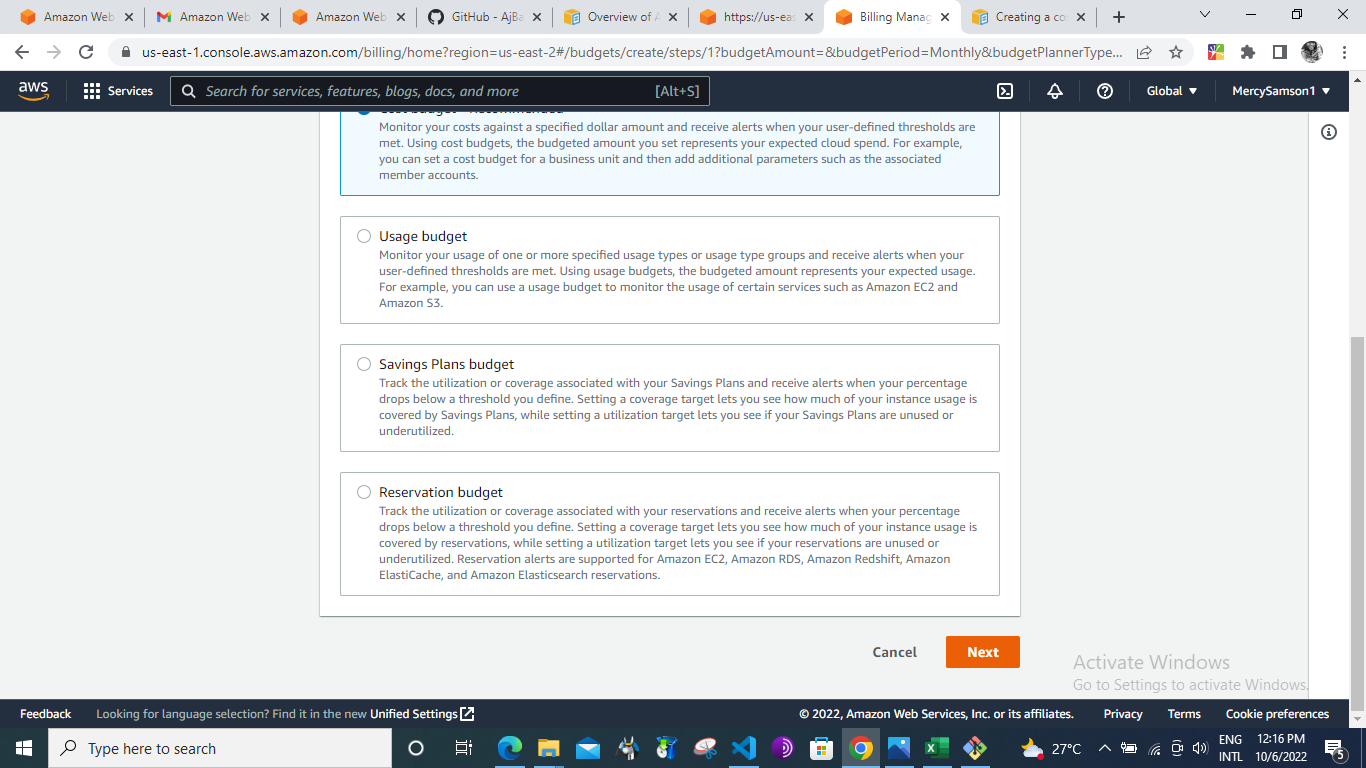 Amazon Web
Amazon Web
Amazon Web
GitHub - AjBa
Overview of A
https://us-eas
Billing Manag
Creating a co
us-east-1.console.aws.amazon.com/billing/home?region=us-east-2#/budgets/create/steps/1?budgetAmount=&budgetPeriod=Monthly&budgetPlannerType...
aws
Services
Search for services, features, blogs, docs, and more
[Alt+S]
Global
MercySamson1
Cost budget - Recommended
Monitor your costs against a specified dollar amount and receive alerts when your user-defined thresholds are
met. Using cost budgets, the budgeted amount you set represents your expected cloud spend. For example,
you can set a cost budget for a business unit and then add additional parameters such as the associated
member accounts.
Usage budget
Monitor your usage of one or more specified usage types or usage type groups and receive alerts when your
user-defined thresholds are met. Using usage budgets, the budgeted amount represents your expected usage.
For example, you can use a usage budget to monitor the usage of certain services such as Amazon EC2 and
Amazon S3.
Savings Plans budget
Track the utilization or coverage associated with your Savings Plans and receive alerts when your percentage
drops below a threshold you define. Setting a coverage target lets you see how much of your instance usage is
covered by Savings Plans, while setting a utilization target lets you see if your Savings Plans are unused or
underutilized.
Reservation budget
Track the utilization or coverage associated with your reservations and receive alerts when your percentage
drops below a threshold you define. Setting a coverage target lets you see how much of your instance usage is
covered by reservations, while setting a utilization target lets you see if your reservations are unused or
underutilized. Reservation alerts are supported for Amazon EC2, Amazon RDS, Amazon Redshift, Amazon
ElastiCache, and Amazon Elasticsearch reservations.
Cancel
Next
Activate Windows
Go to Settings to activate Windows.
Feedback
Looking for language selection? Find it in the new Unified Settings
© 2022, Amazon Web Services, Inc. or its affiliates.
Privacy
Terms
Cookie preferences
Type here to search
27°C
ENG
INTL
12:16 PM
10/6/2022
5